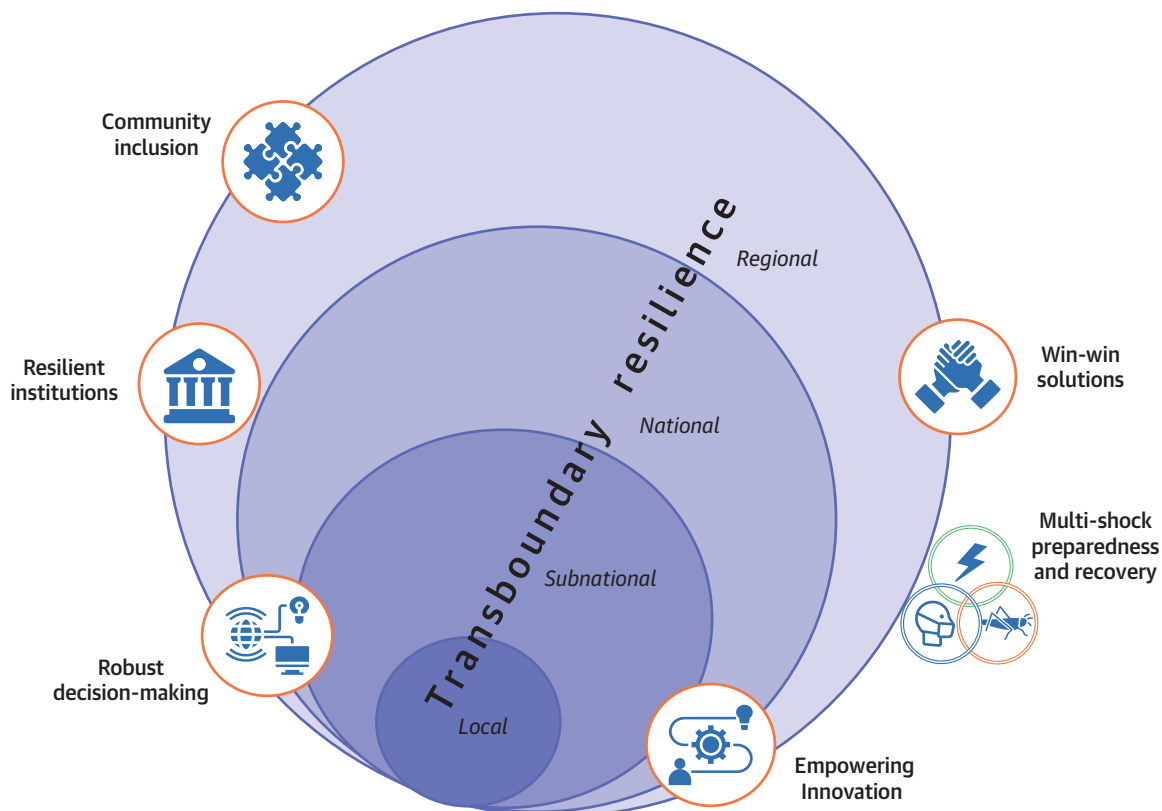 Community
inclusion
Transboundary resilience
Regional
Resilient
institutions
Win-win
solutions
National
Multi-shock
preparedness
and recovery
Subnational
Robust
decision-making
Local
Empowering
Innovation